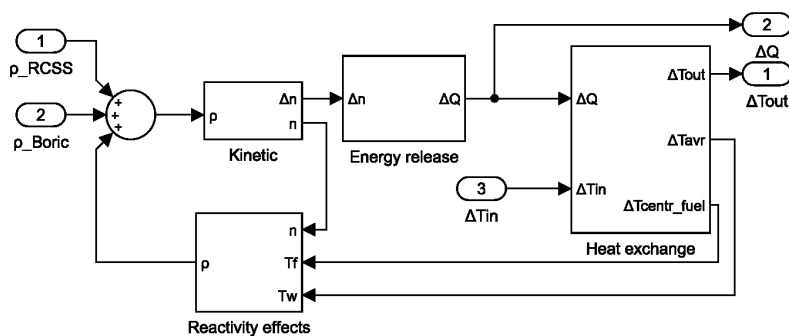 1
ρ_RCSS
2
ρ_Boric
+
+
+
ρ
Δn
n
Kinetic
Δn
ΔQ
Energy release
3
ΔTin
ΔQ
ΔTin
ΔTout
ΔTavr
ΔTcentr_fuel
Heat exchange
2
ΔQ
1
ΔTout
ρ
n
Tf
Tw
Reactivity effects